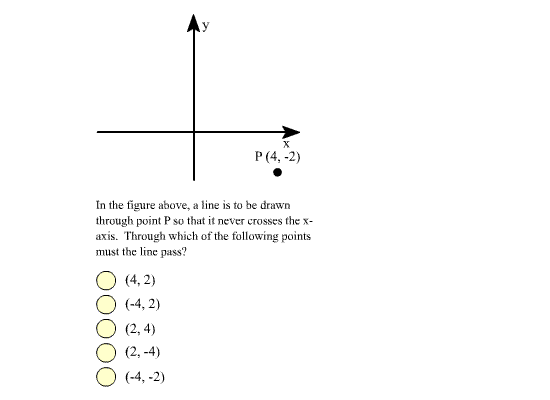 y
x
P (4, -2)
In the figure above, a line is to be drawn
through point P so that it never crosses the x-
axis. Through which of the following points
must the line pass?
(4, 2)
(-4, 2)
(2, 4)
(2, -4)
(-4, -2)